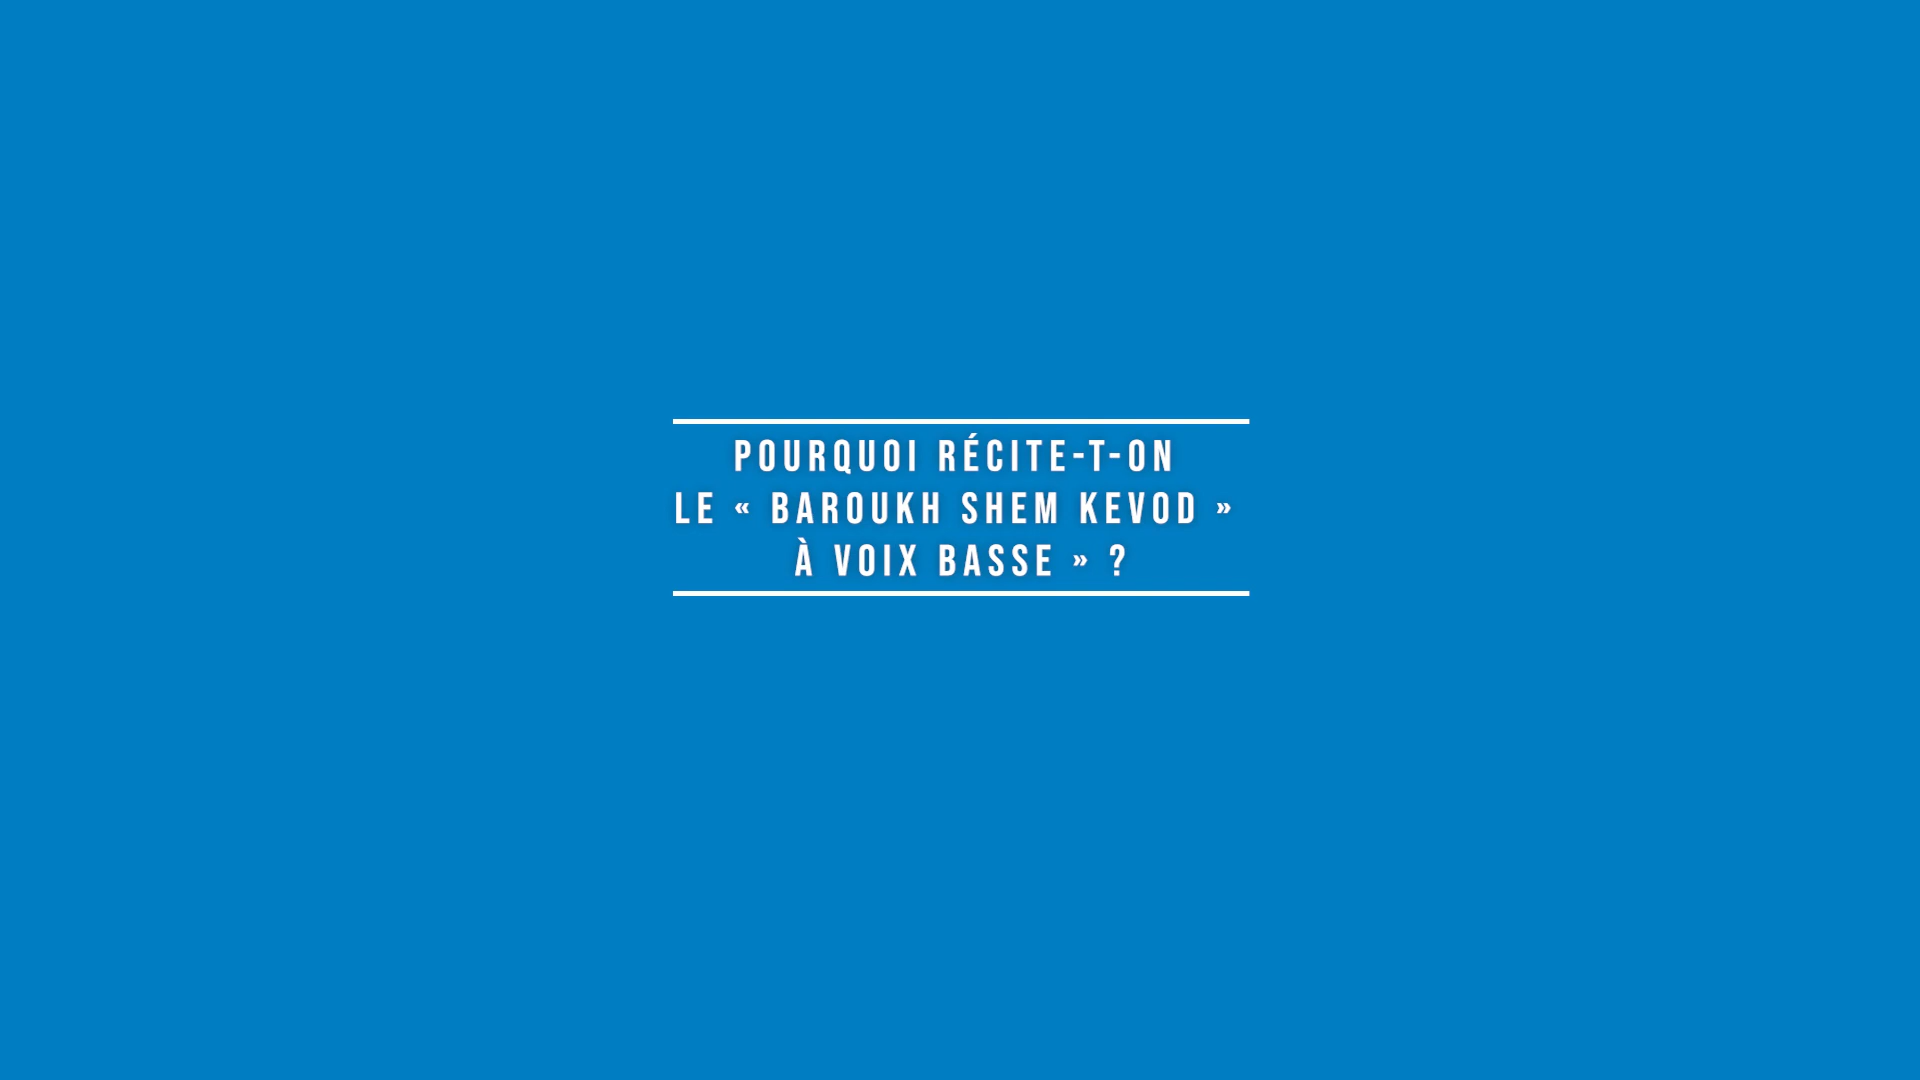 POURQUOI RÉCITE-T-ON
LE « BAROUKH SHEM KEVOD »
À VOIX BASSE » ?